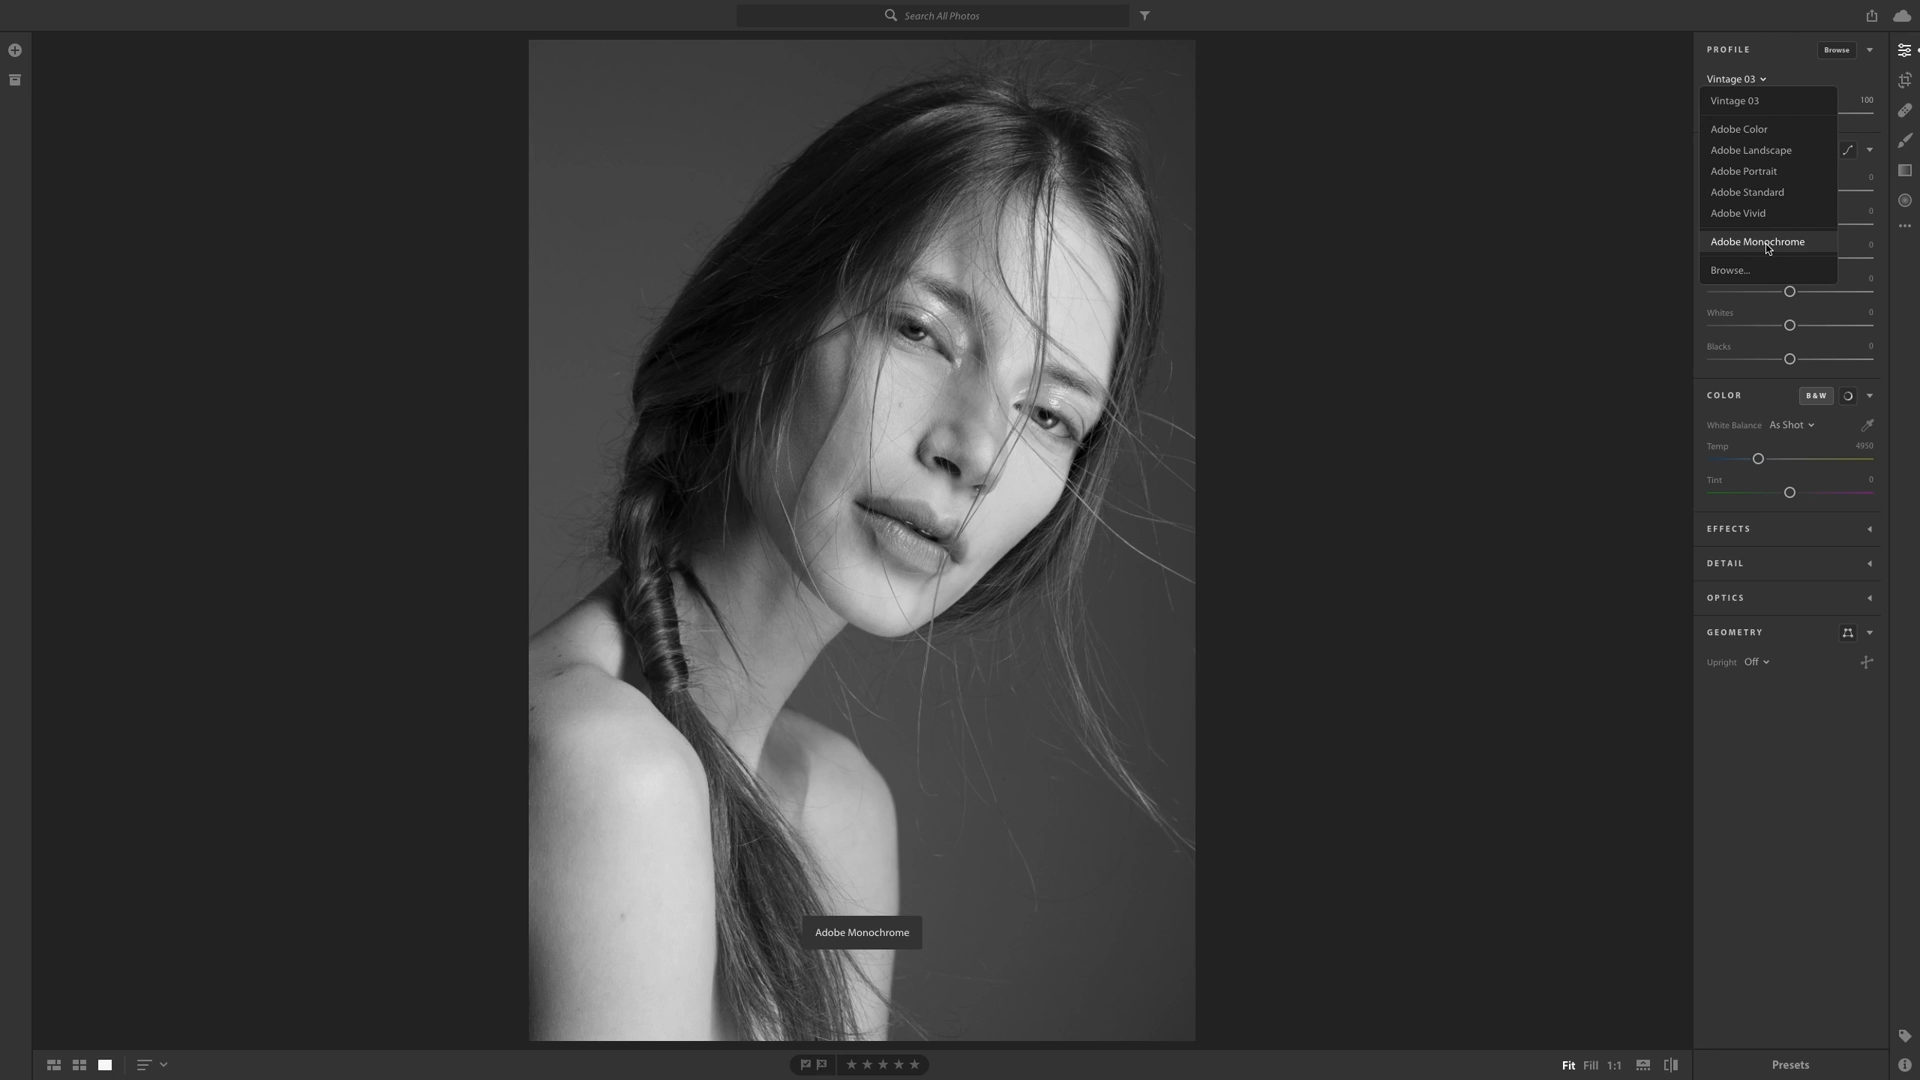 Search All Photos
PROFILE
Browse
Vintage 03
100
Vintage 03
Adobe Color
Adobe Landscape
Adobe Portrait
0
Adobe Standard
Adobe Vivid
0
Adobe Monochrome
0
Browse...
0
Whites
0
Blacks
0
COLOR
B&W
White Balance
As Shot
Temp
4950
Tint
0
EFFECTS
DETAIL
OPTICS
GEOMETRY
Upright
Off
Adobe Monochrome
Fit
Fill
1:1
Presets